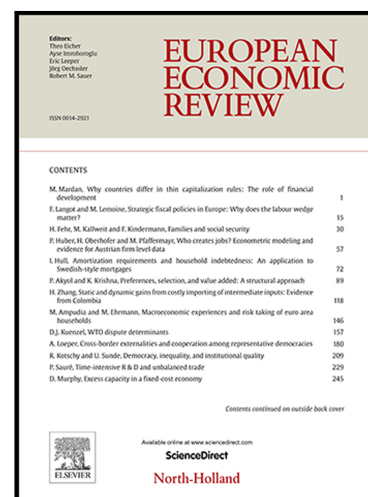 Editors:
Theo Eicher
Ayse Imrohoroglu
Eric Leeper
Jörg Oechssler
Robert M. Sauer
ISSN 0014-2921
EUROPEAN
ECONOMIC
REVIEW
CONTENTS
M. Mardan, Why countries differ in thin capitalization rules: The role of financial
development 1
F. Langot and M. Lemoine, Strategic fiscal policies in Europe: Why does the labour wedge
matter? 15
H. Fehr, M. Kallweit and F. Kindermann, Families and social security 30
P. Huber, H. Oberhofer and M. Pfaffermayr, Who creates jobs? Econometric modeling and
evidence for Austrian firm level data 57
I. Hull, Amortization requirements and household indebtedness: An application to
Swedish-style mortgages 72
P. Akyol and K. Krishna, Preferences, selection, and value added: A structural approach 89
H. Zhang, Static and dynamic gains from costly importing of intermediate inputs: Evidence
from Colombia 118
M. Ampudia and M. Ehrmann, Macroeconomic experiences and risk taking of euro area
households 146
D.J. Kuenzel, WTO dispute determinants 157
A. Loeper, Cross-border externalities and cooperation among representative democracies 180
R. Kotschy and U. Sunde, Democracy, inequality, and institutional quality 209
P. Sauré, Time-intensive R & D and unbalanced trade 229
D. Murphy, Excess capacity in a fixed-cost economy 245
Contents continued on outside back cover
ELSEVIER
Available online at www.sciencedirect.com
ScienceDirect
North-Holland